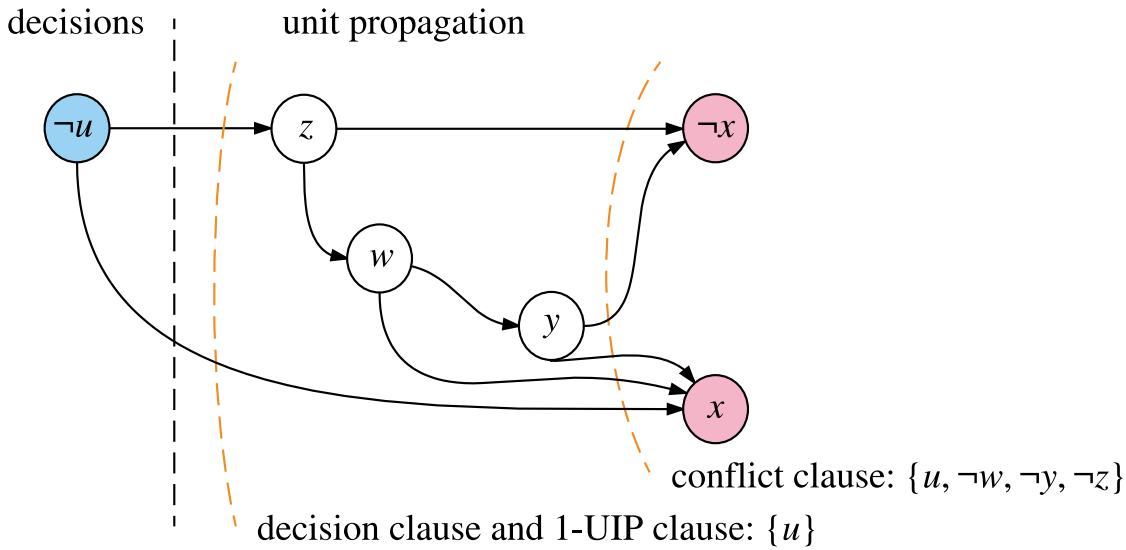 decisions
unit propagation
¬u
z
¬x
w
y
x
conflict clause: {u, ¬w, ¬y, ¬z}
decision clause and 1-UIP clause: {u}